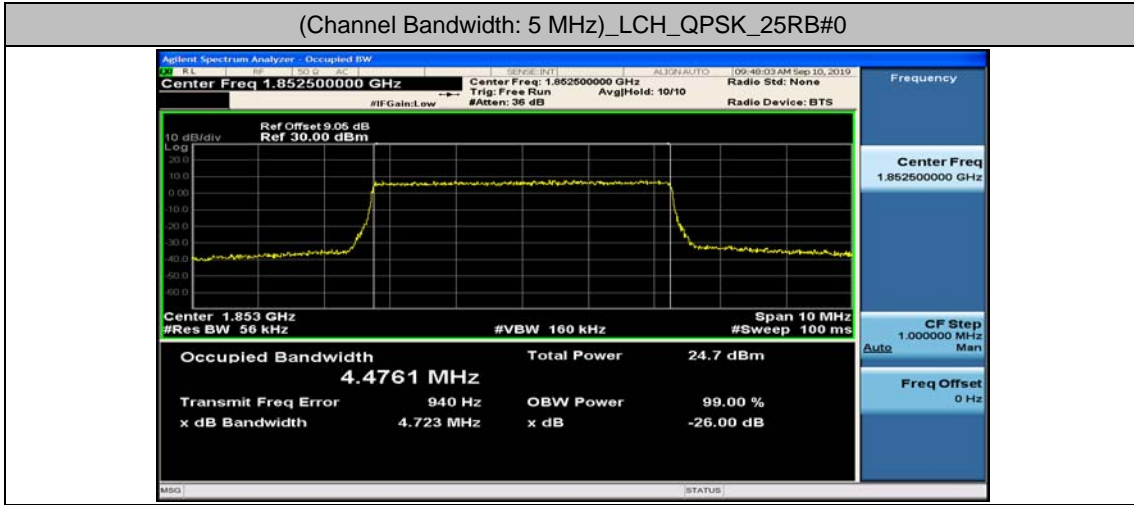 (Channel Bandwidth: 5 MHz)_LCH_QPSK_25RB#0
Agilent Spectrum Analyzer - Occupied BW
RL RF 50 Ω AC SENSE:INT ALIGN AUTO 09:48:03 AM Sep 10, 2019
Center Freq 1.852500000 GHz
Center Freq: 1.852500000 GHz
Radio Std: None
Trig: Free Run Avg|Hold: 10/10
#IFGain:Low #Atten: 36 dB Radio Device: BTS
Ref Offset 9.05 dB
10 dB/div Ref 30.00 dBm
Log
20.0
10.0
0.00
-10.0
-20.0
-30.0
-40.0
-50.0
-60.0
Center 1.853 GHz Span 10 MHz
#Res BW 56 kHz #VBW 160 kHz #Sweep 100 ms
Occupied Bandwidth Total Power 24.7 dBm
4.4761 MHz
Transmit Freq Error 940 Hz OBW Power 99.00 %
x dB Bandwidth 4.723 MHz x dB -26.00 dB
MSG STATUS
Frequency
Center Freq
1.852500000 GHz
CF Step
1.000000 MHz
Auto Man
Freq Offset
0 Hz